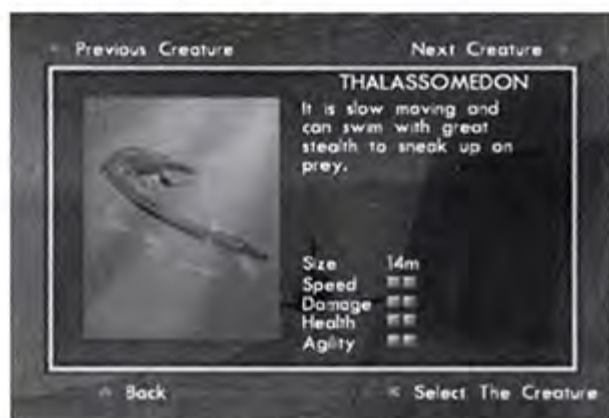 Previous Creature
Next Creature
THALASSOMEDON
It is slow moving and
can swim with great
stealth to sneak up on
prey.
Size 14m
Speed
Damage
Health
Agility
Back
Select The Creature